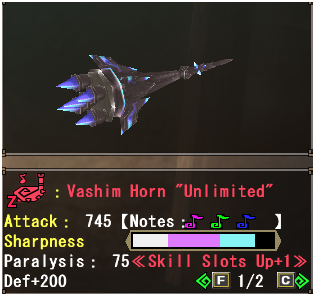 Z : Vashim Horn "Unlimited"
Attack : 745 【Notes : 】
Sharpness
Paralysis : 75 ≪Skill Slots Up+1≫
Def+200 F 1/2 C